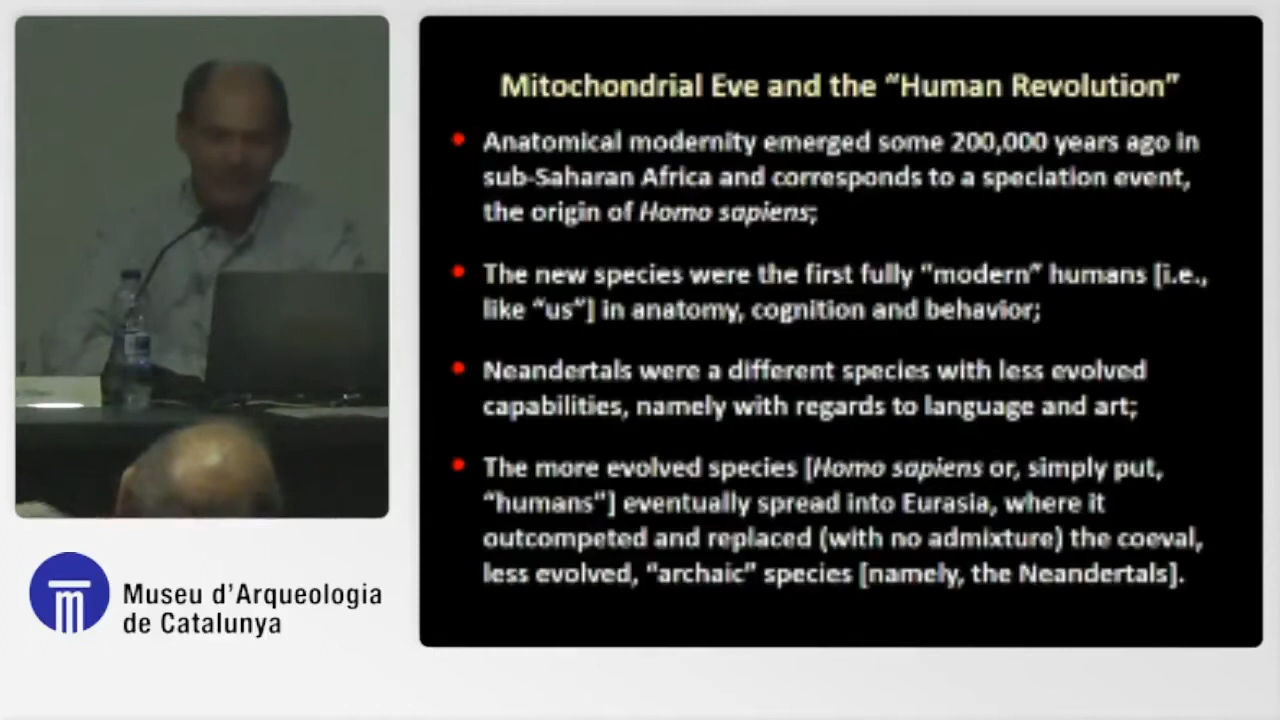 Mitochondrial Eve and the “Human Revolution”
Anatomical modernity emerged some 200,000 years ago in
sub-Saharan Africa and corresponds to a speciation event,
the origin of Homo sapiens;
The new species were the first fully “modern” humans [i.e.,
like “us”] in anatomy, cognition and behavior;
Neandertals were a different species with less evolved
capabilities, namely with regards to language and art;
The more evolved species [Homo sapiens or, simply put,
“humans”] eventually spread into Eurasia, where it
outcompeted and replaced (with no admixture) the coeval,
less evolved, “archaic” species [namely, the Neandertals].
Museu d’Arqueologia
de Catalunya